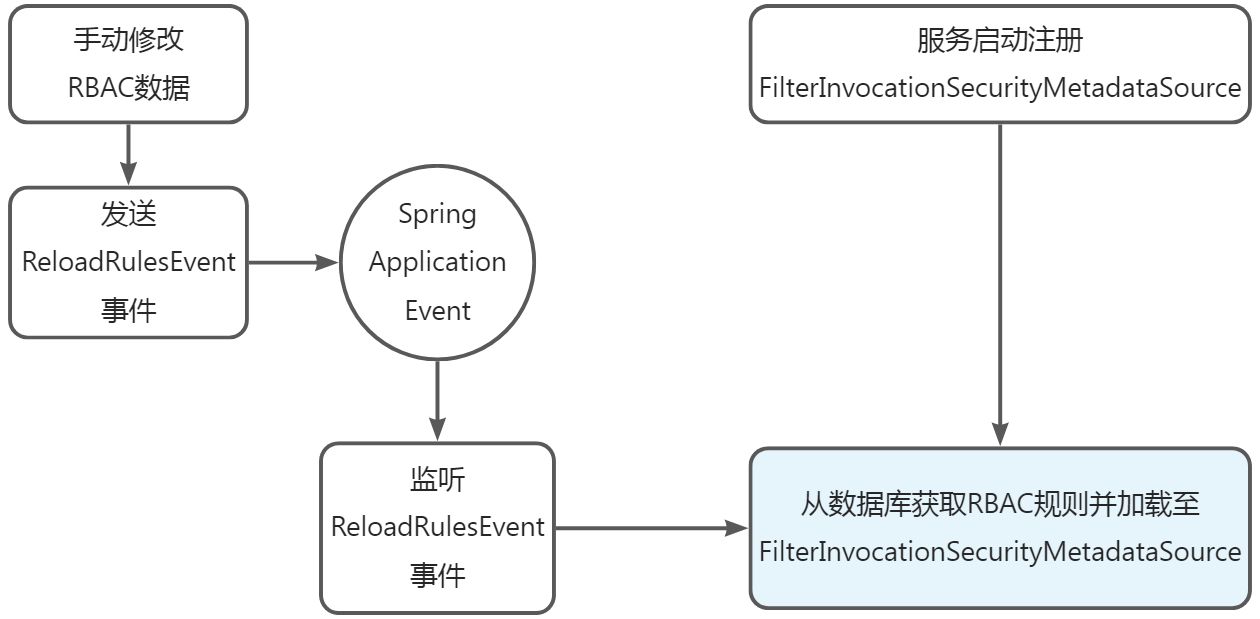 手动修改
RBAC数据
服务启动注册
FilterInvocationSecurityMetadataSource
发送
ReloadRulesEvent
事件
Spring
Application
Event
监听
ReloadRulesEvent
事件
从数据库获取RBAC规则并加载至
FilterInvocationSecurityMetadataSource